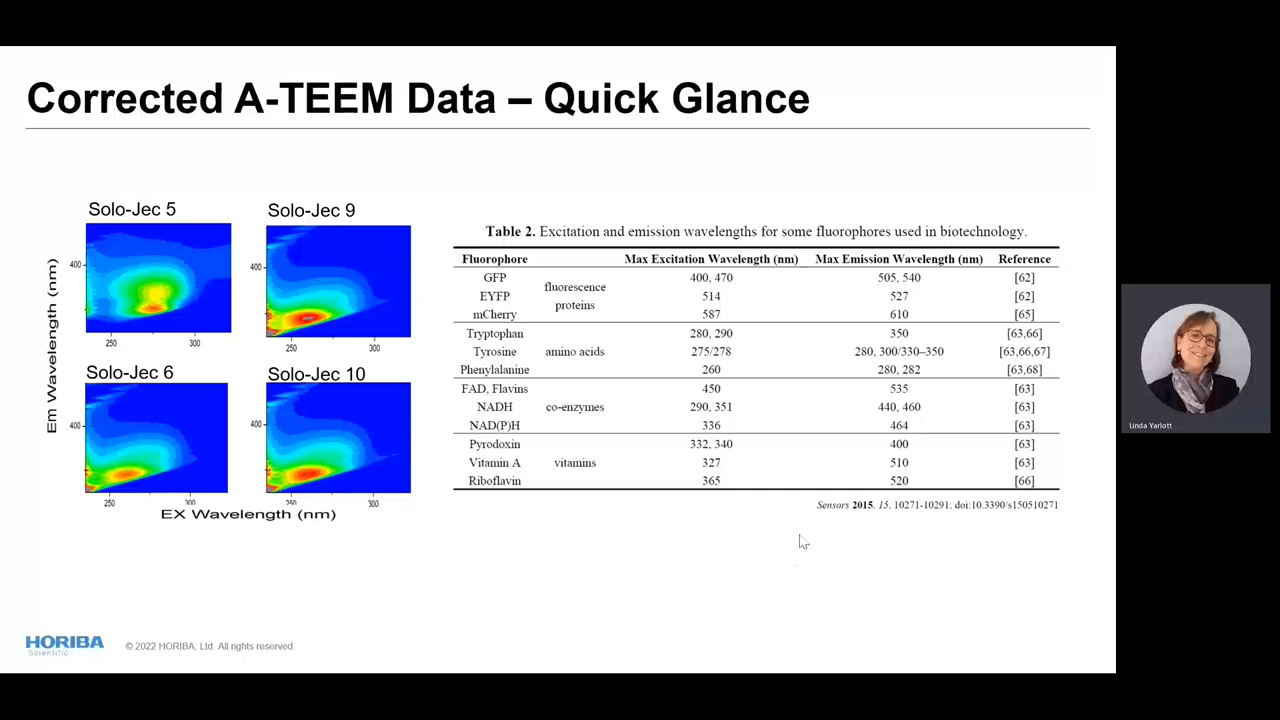 Corrected A-TEEM Data – Quick Glance
Solo-Jec 5
Solo-Jec 9
400
400
250
300
250
300
Solo-Jec 6
Solo-Jec 10
400
400
250
300
250
300
Em Wavelength (nm)
EX Wavelength (nm)
Table 2. Excitation and emission wavelengths for some fluorophores used in biotechnology.
Fluorophore Max Excitation Wavelength (nm) Max Emission Wavelength (nm) Reference
GFP 400, 470 505, 540 [62]
fluorescence
EYFP 514 527 [62]
proteins
mCherry 587 610 [65]
Tryptophan 280, 290 350 [63,66]
Tyrosine amino acids 275/278 280, 300/330–350 [63,66,67]
Phenylalanine 260 280, 282 [63,68]
FAD, Flavins 450 535 [63]
NADH co-enzymes 290, 351 440, 460 [63]
NAD(P)H 336 464 [63]
Pyrodoxin 332, 340 400 [63]
Vitamin A vitamins 327 510 [63]
Riboflavin 365 520 [66]
Sensors 2015, 15, 10271-10291; doi:10.3390/s150510271
HORIBA
Scientific
© 2022 HORIBA, Ltd. All rights reserved.
Linda Yarlott